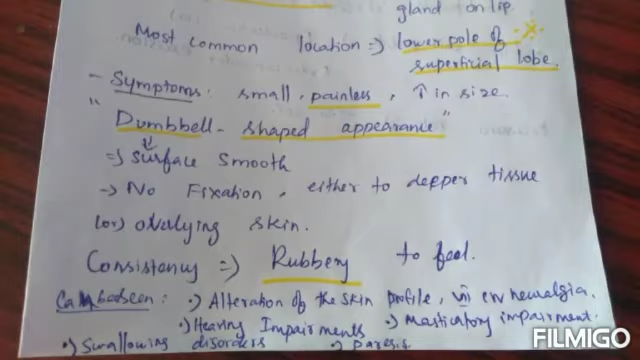 gland on lip.
Most common location => lower pole of
superficial lobe.
- Symptoms: small, painless, ↑ in size.
"Dumbbell - shaped appearance"
=> surface smooth
-> No Fixation, either to depper tissue
(or) ovalying skin.
Consistency => Rubbery to feel.
Can be seen: •) Alteration of the skin profile, neuralgia.
•) Hearing Impairments •) Masticatory impairment.
•) Swallowing disorders •) Paresis.
FILMIGO